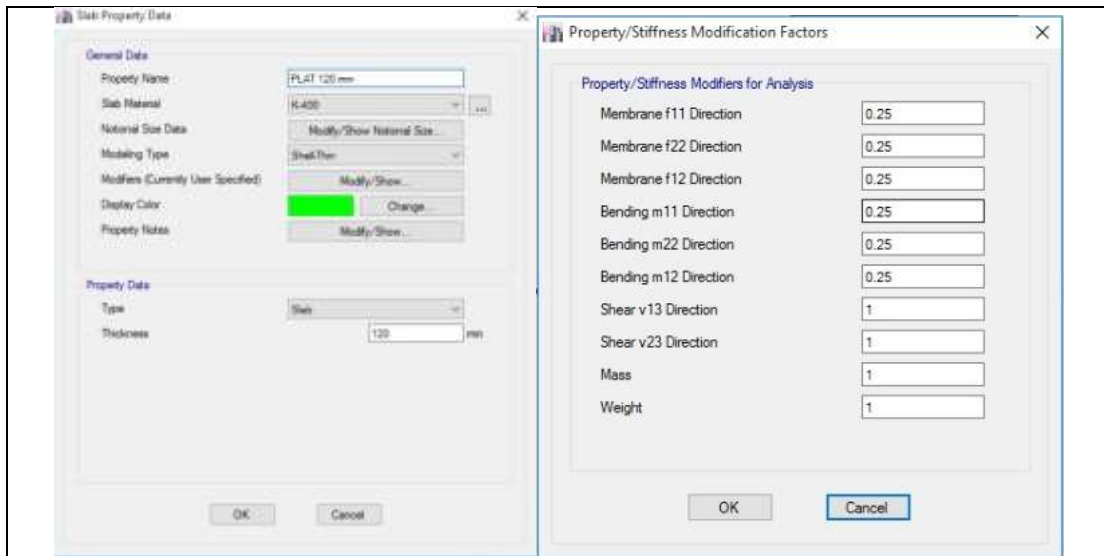 Slab Property Data
General Data
Property Name PLAT 120 mm
Slab Material K-400 ...
Notional Size Data Modify/Show Notional Size...
Modeling Type Shell-Thin
Modifiers (Currently User Specified) Modify/Show...
Display Color Change...
Property Notes Modify/Show...
Property Data
Type Slab
Thickness 120 mm
OK Cancel
Property/Stiffness Modification Factors
Property/Stiffness Modifiers for Analysis
Membrane f11 Direction 0.25
Membrane f22 Direction 0.25
Membrane f12 Direction 0.25
Bending m11 Direction 0.25
Bending m22 Direction 0.25
Bending m12 Direction 0.25
Shear v13 Direction 1
Shear v23 Direction 1
Mass 1
Weight 1
OK Cancel